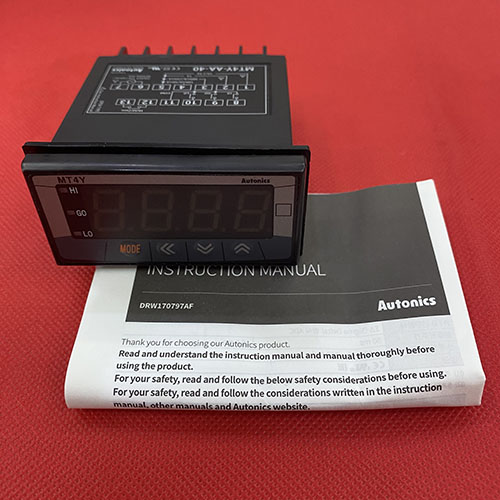 Autonics
MT4Y-AA-40
MT4Y
Autonics
HI
GO
LO
MODE
INSTRUCTION MANUAL
DRW170797AF
Autonics
Thank you for choosing our Autonics product.
Read and understand the instruction manual and manual thoroughly before
using the product.
For your safety, read and follow the below safety considerations before using.
For your safety, read and follow the considerations written in the instruction
manual, other manuals and Autonics website.